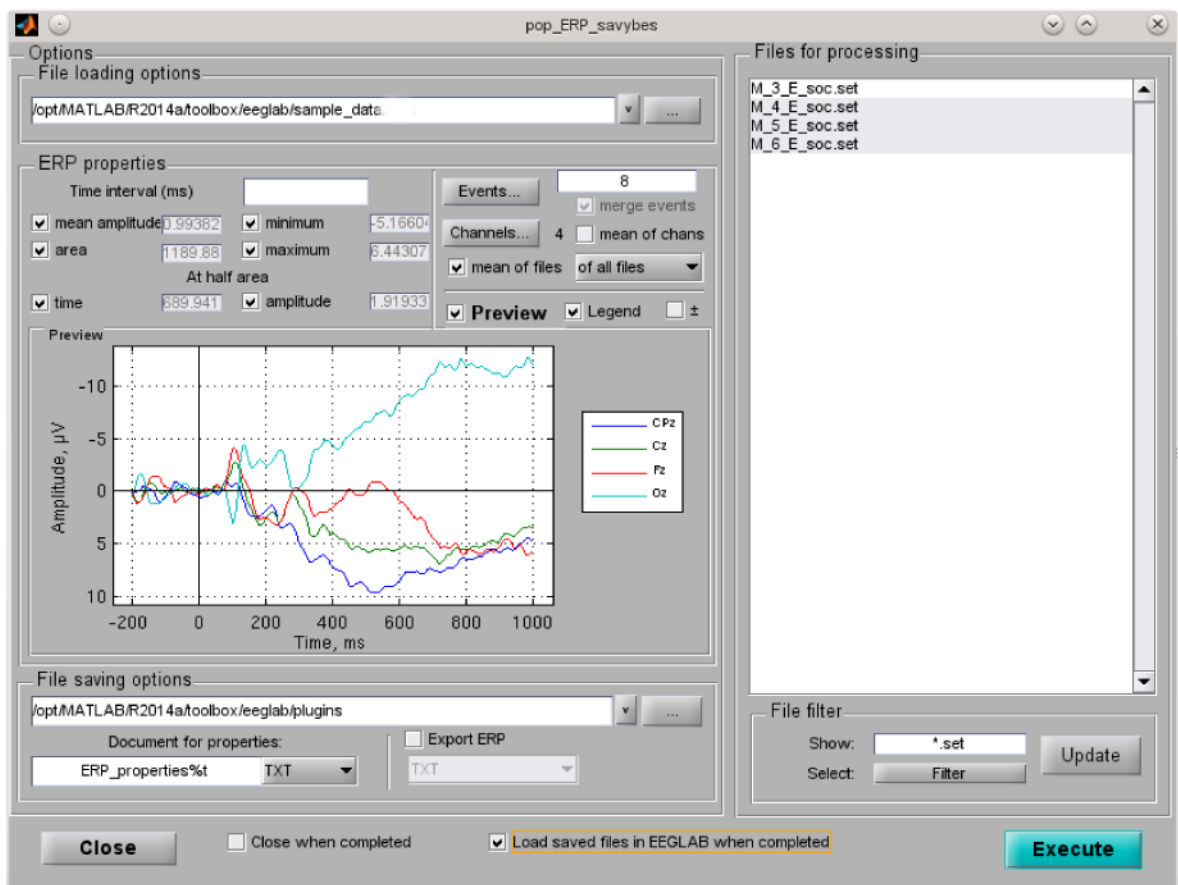 pop_ERP_savybes
Options
File loading options
/opt/MATLAB/R2014a/toolbox/eeglab/sample_data
v ...
ERP properties
Time interval (ms)
mean amplitude 0.99382 minimum -5.16604
area 1189.88 maximum 6.44307
At half area
time 689.941 amplitude 1.91933
Events... 8
merge events
Channels... 4 mean of chans
mean of files of all files
Preview Legend ±
Preview
Amplitude, µV
-10
-5
0
5
10
-200 0 200 400 600 800 1000
Time, ms
CPz
Cz
Fz
Oz
File saving options
/opt/MATLAB/R2014a/toolbox/eeglab/plugins
v ...
Document for properties:
ERP_properties%t TXT
Export ERP
TXT
Files for processing
M_3_E_soc.set
M_4_E_soc.set
M_5_E_soc.set
M_6_E_soc.set
File filter
Show: *.set
Select: Filter
Update
Close
Close when completed
Load saved files in EEGLAB when completed
Execute